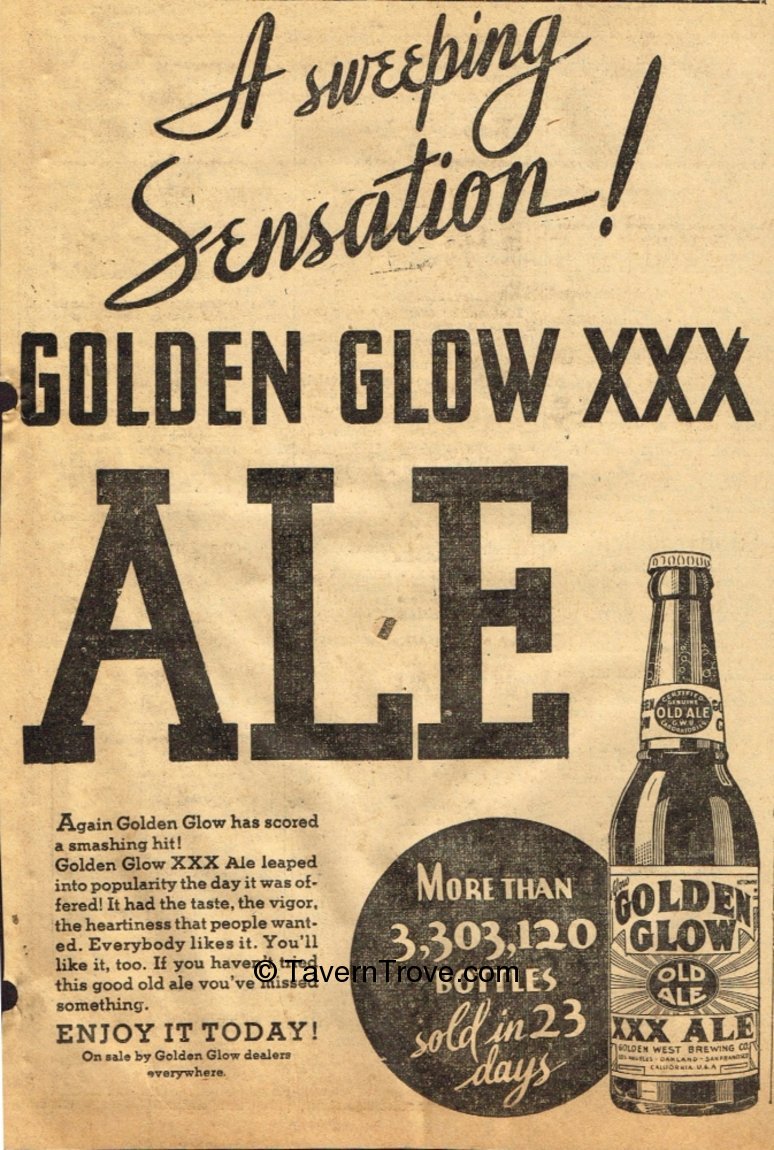 A sweeping
Sensation!
GOLDEN GLOW XXX
ALE
Again Golden Glow has scored
a smashing hit!
Golden Glow XXX Ale leaped
into popularity the day it was of-
fered! It had the taste, the vigor,
the heartiness that people want-
ed. Everybody likes it. You'll
like it, too. If you haven't tried
this good old ale you've missed
something.
ENJOY IT TODAY!
On sale by Golden Glow dealers
everywhere.
MORE THAN
3,303,120
BOTTLES
sold in 23
days
CERTIFIED
GENUINE
OLD ALE
G.W.B.
LABORATORIES
GOLDEN
GLOW
OLD
ALE
XXX ALE
GOLDEN WEST BREWING CO.
LOS ANGELES - OAKLAND - SAN FRANCISCO
CALIFORNIA U.S.A
© TavernTrove.com